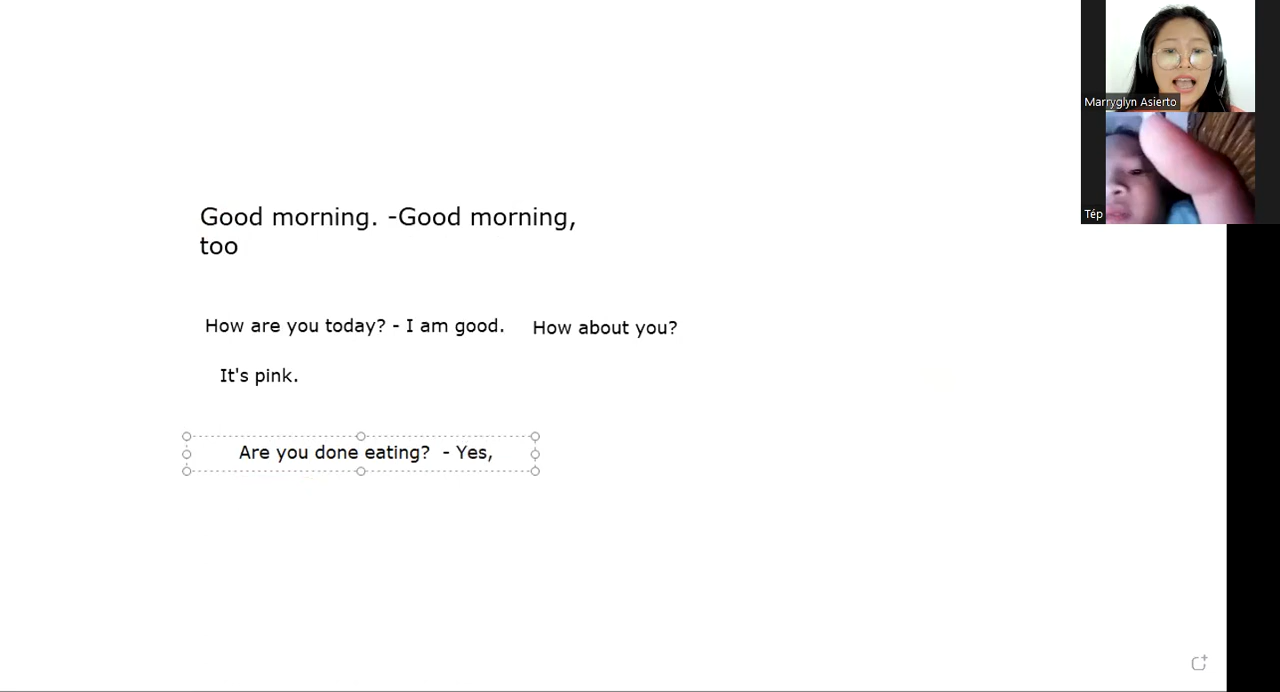 Marryglyn Asierto
Tép
Good morning. -Good morning,
too
How are you today? - I am good. How about you?
It's pink.
Are you done eating?  - Yes,